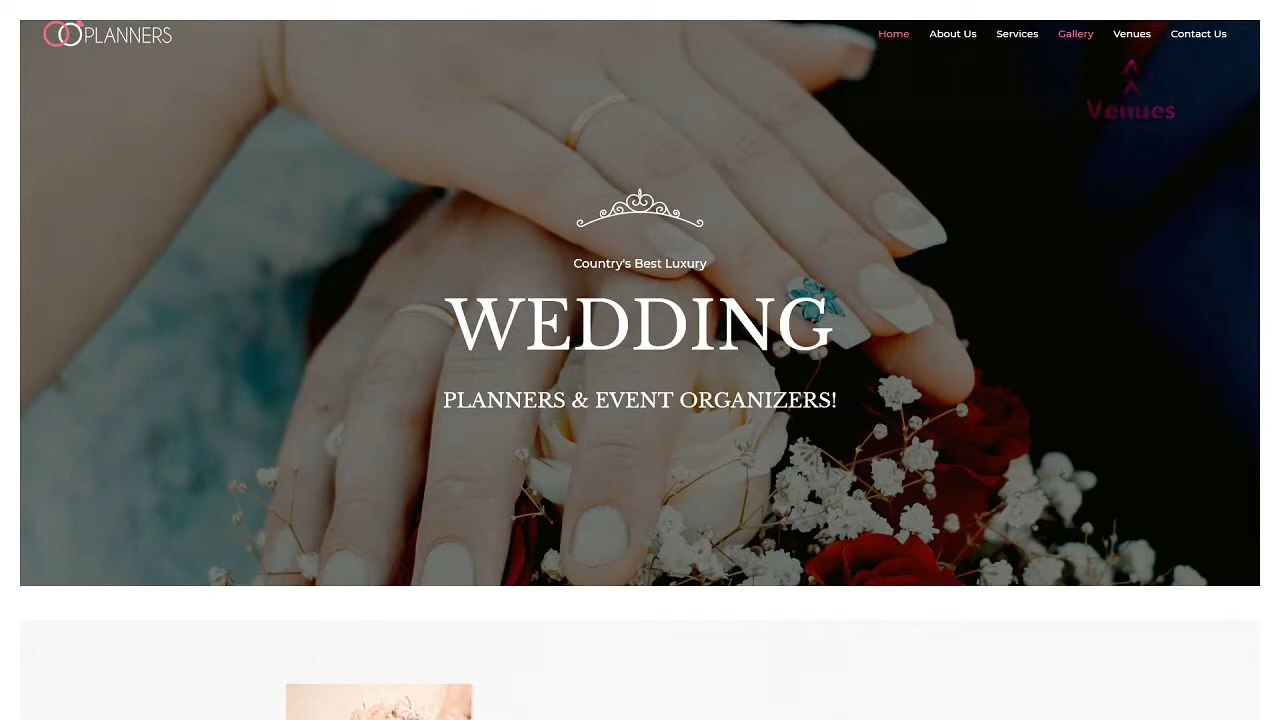 PLANNERS
Home About Us Services Gallery Venues Contact Us
Venues
Country's Best Luxury
WEDDING
PLANNERS & EVENT ORGANIZERS!